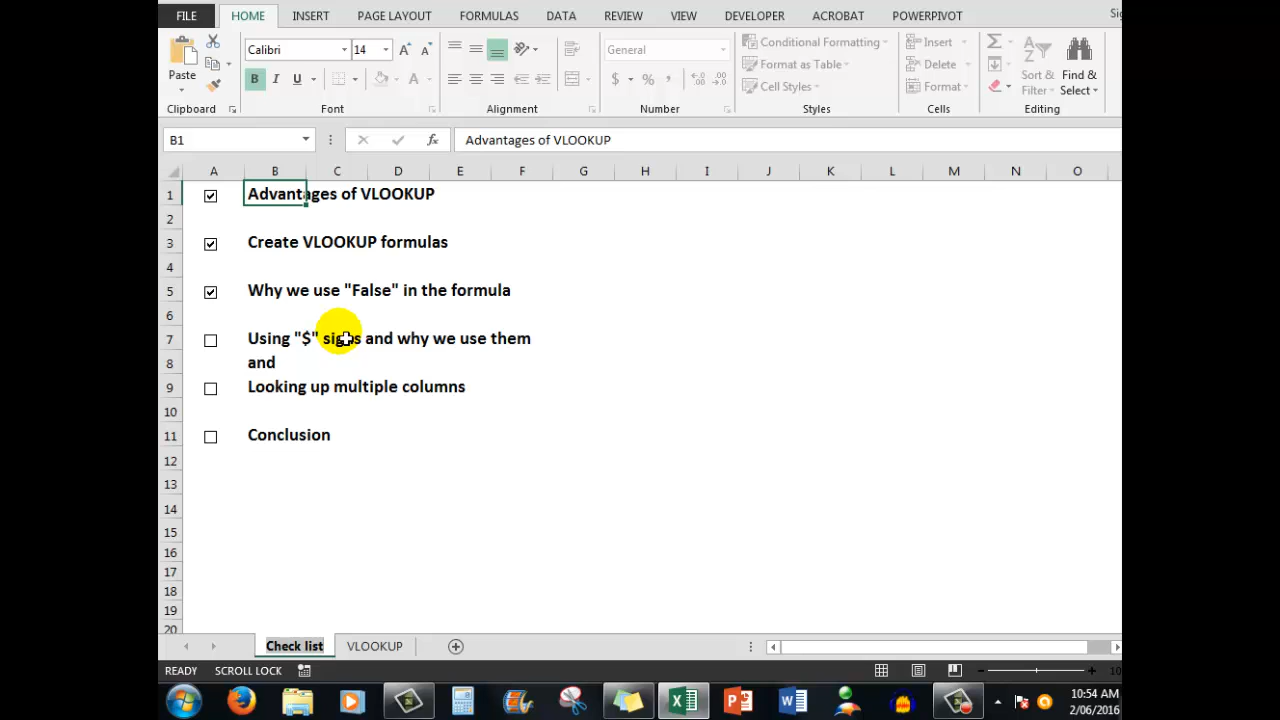 FILE HOME INSERT PAGE LAYOUT FORMULAS DATA REVIEW VIEW DEVELOPER ACROBAT POWERPIVOT
Paste
Calibri 14
B I U
A A
General
$ % ,
Conditional Formatting
Format as Table
Cell Styles
Insert
Delete
Format
Sort &
Filter
Find &
Select
Clipboard Font Alignment Number Styles Cells Editing
B1 fx Advantages of VLOOKUP
A B C D E F G H I J K L M N O
1 Advantages of VLOOKUP
2
3 Create VLOOKUP formulas
4
5 Why we use "False" in the formula
6
7 Using "$" signs and why we use them
8 and
9 Looking up multiple columns
10
11 Conclusion
12
13
14
15
16
17
18
19
20
Check list VLOOKUP
READY SCROLL LOCK
10:54 AM
2/06/2016